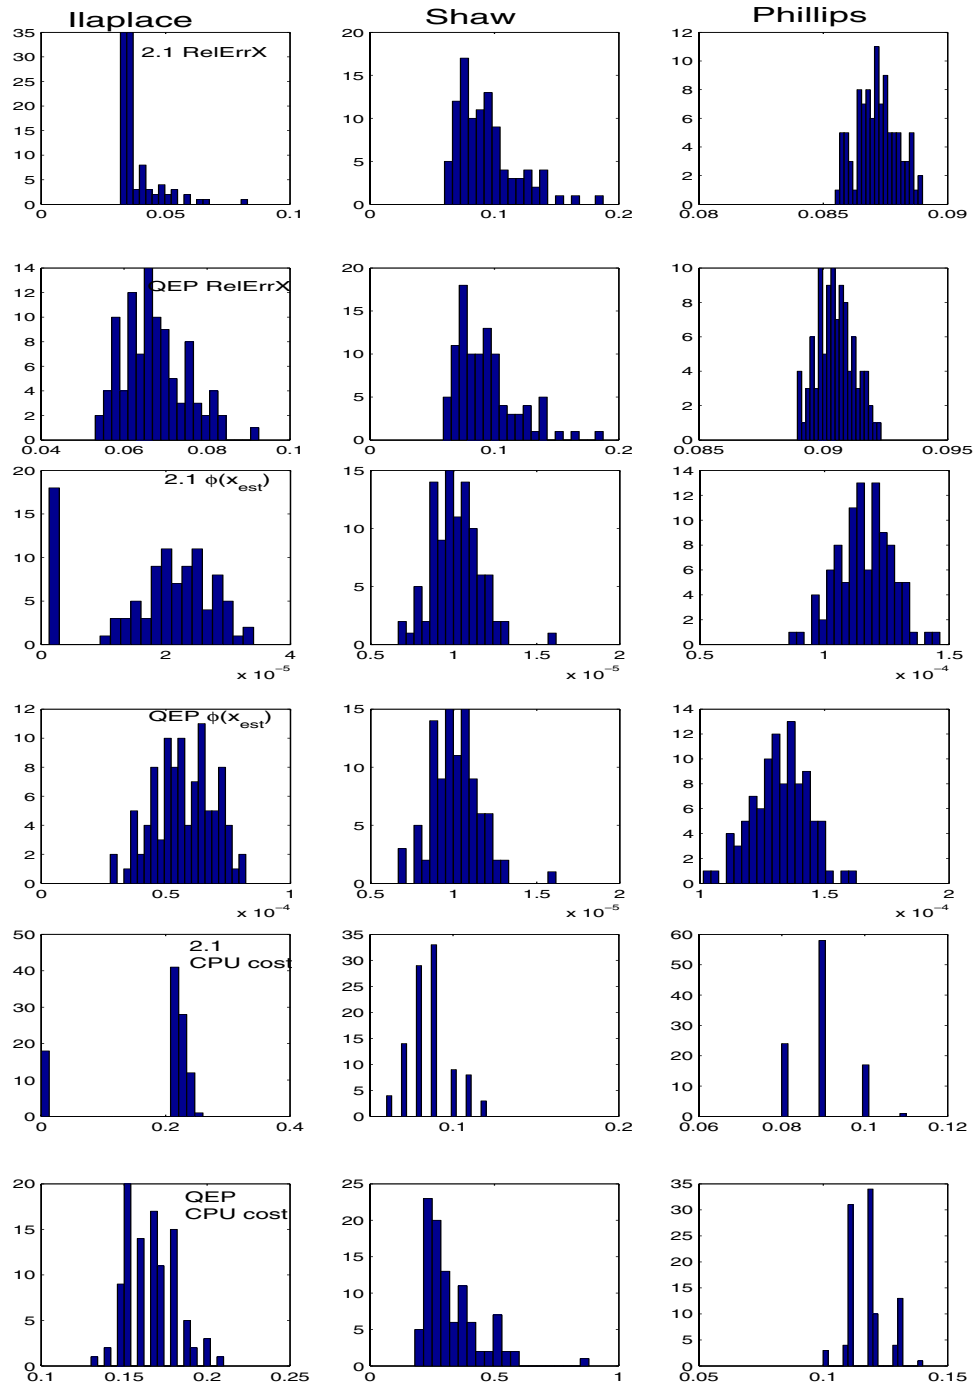 Ilaplace Shaw Phillips
35 20 12
30 10
25 15 8
20 10 6
15 4
10 5 2
5 0
0
2.1 RelErrX
0 0.05 0.1 0 0.1 0.2 0.08 0.085 0.09
14 20 10
12 8
10 15 6
8 10 4
6 5 2
4 0 0
2
0
QEP RelErrX
0.04 0.06 0.08 0.1 0 0.1 0.2 0.085 0.09 0.095
20 15 14
15 10 12
10 5 10
5 0 8
0 6
4
2
0
2.1 ϕ(x_est)
0 2 4 0.5 1 1.5 2 0.5 1 1.5
x 10⁻⁵ x 10⁻⁵ x 10⁻⁴
12 15 14
10 10 12
8 5 10
6 0 8
4 6
2 4
0 2
0
QEP ϕ(x_est)
0 0.5 1 0.5 1 1.5 2 1 1.5 2
x 10⁻⁴ x 10⁻⁵ x 10⁻⁴
50 35 60
40 30 50
30 25 40
20 20 30
10 15 20
0 10 10
5 0
0
2.1
CPU cost
0 0.2 0.4 0.1 0.2 0.06 0.08 0.1 0.12
20 25 35
15 20 30
10 15 25
5 10 20
0 5 15
0 10
5
0
QEP
CPU cost
0.1 0.15 0.2 0.25 0 0.5 1 0.05 0.1 0.15